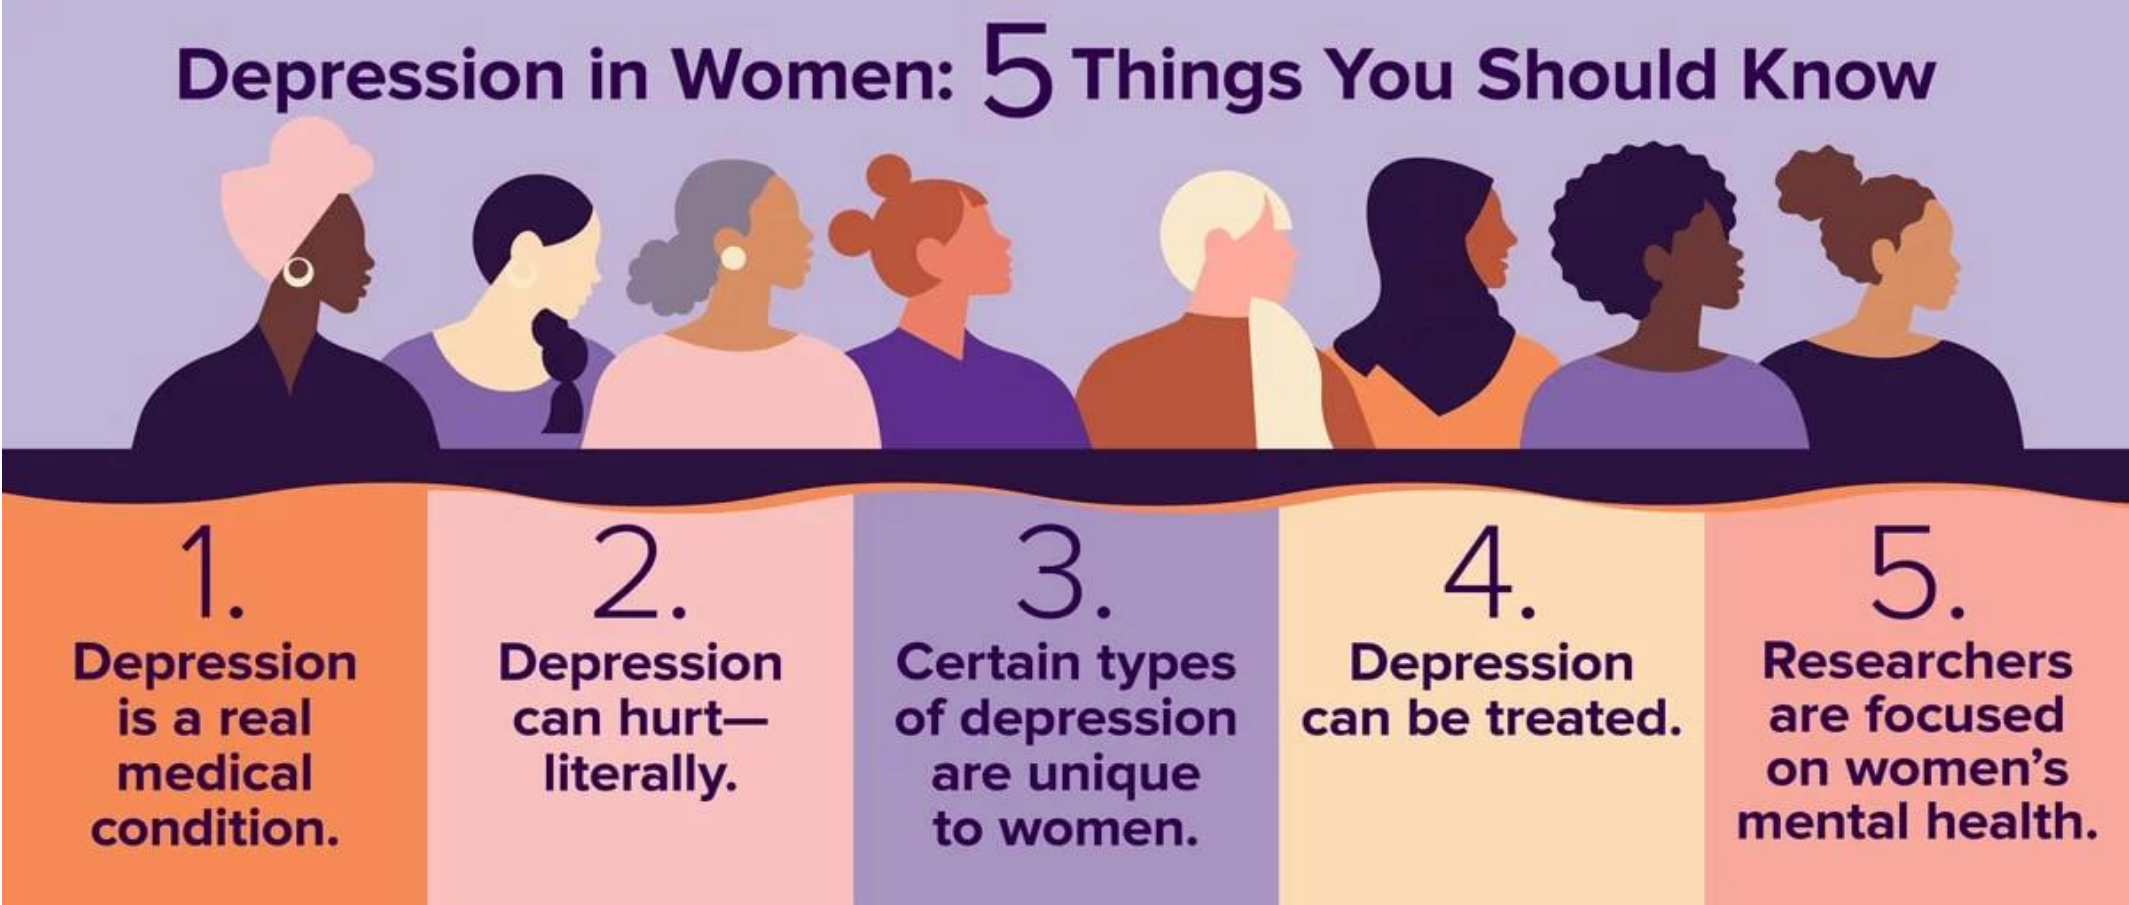 Depression in Women: 5 Things You Should Know
1.
Depression
is a real
medical
condition.
2.
Depression
can hurt—
literally.
3.
Certain types
of depression
are unique
to women.
4.
Depression
can be treated.
5.
Researchers
are focused
on women’s
mental health.